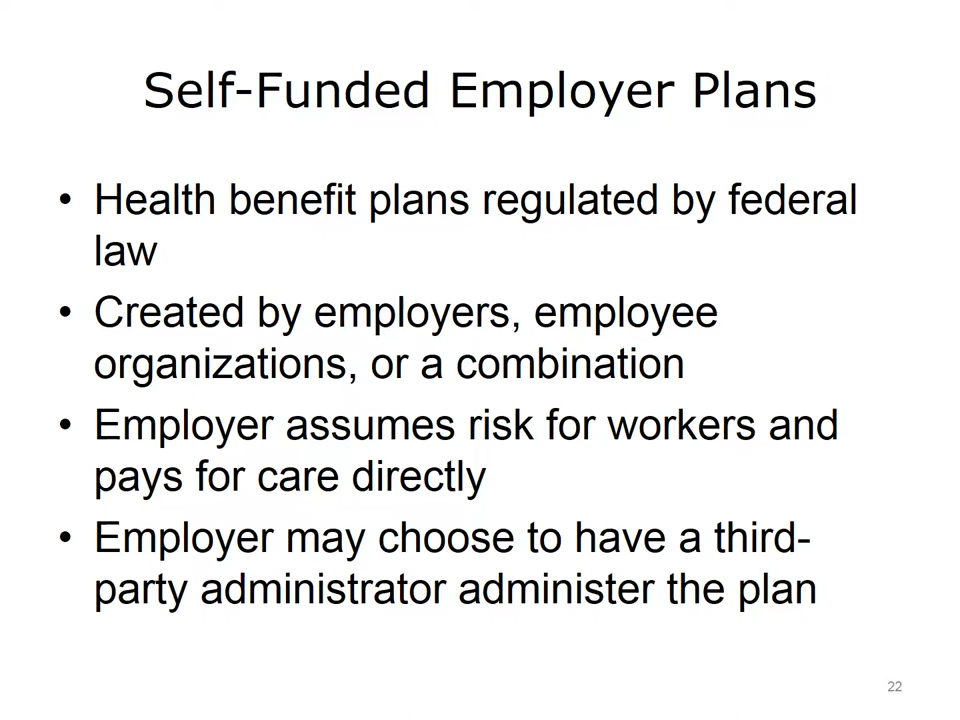 Self-Funded Employer Plans
• Health benefit plans regulated by federal
law
• Created by employers, employee
organizations, or a combination
• Employer assumes risk for workers and
pays for care directly
• Employer may choose to have a third-
party administrator administer the plan
22